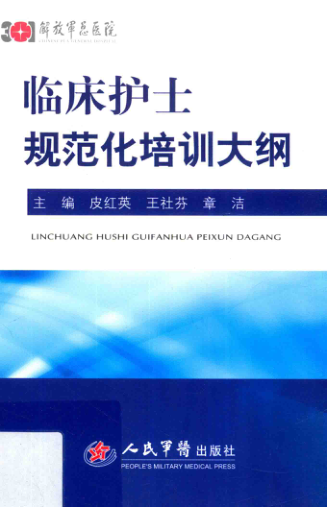 301 解放军总医院
临床护士
规范化培训大纲
主 编 皮红英 王社芬 章 洁
LINCHUANG HUSHI GUIFANHUA PEIXUN DAGANG
人民军医出版社
PEOPLE'S MILITARY MEDICAL PRESS